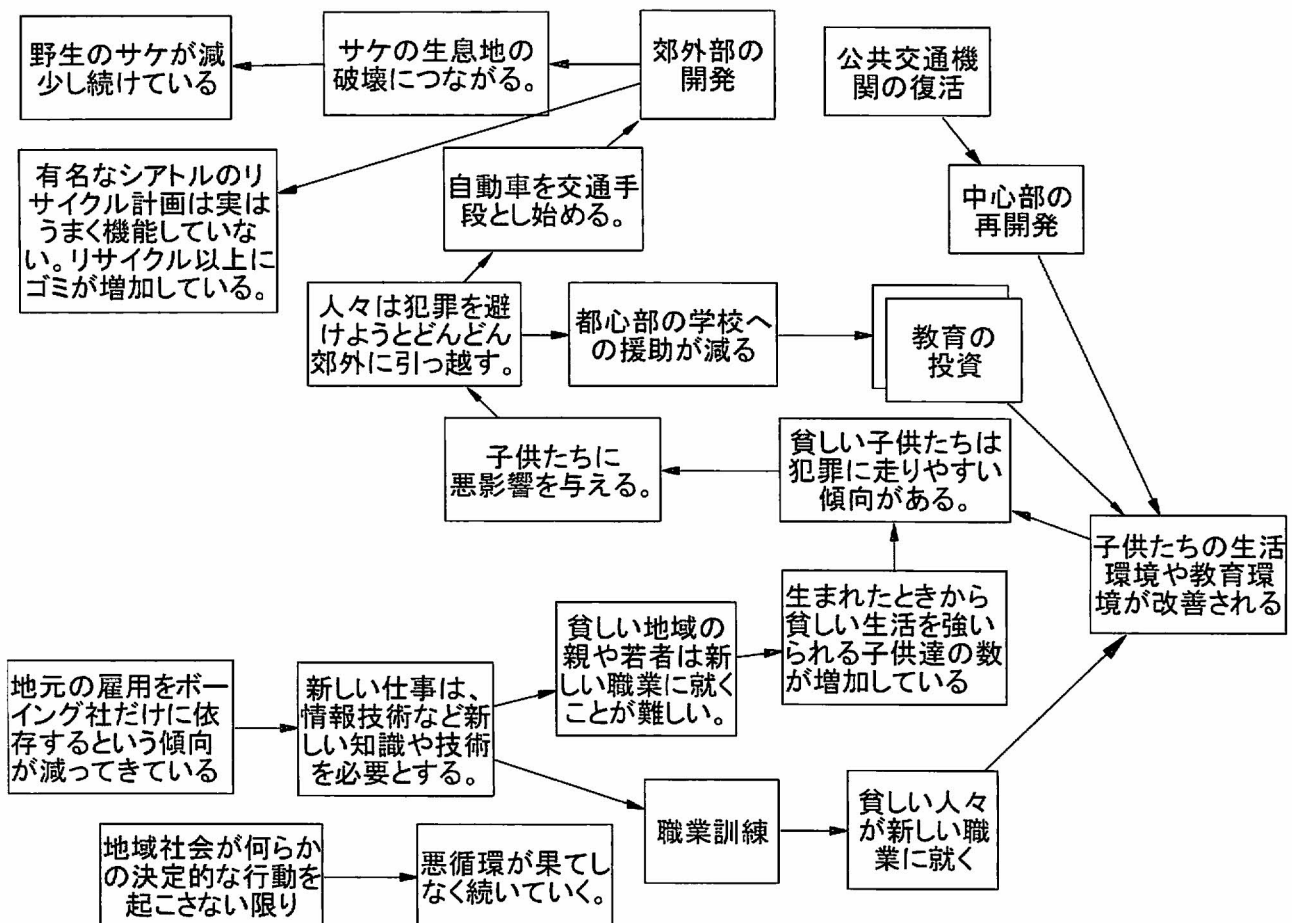 野生のサケが減
少し続けている
サケの生息地の
破壊につながる。
郊外部の
開発
公共交通機
関の復活
有名なシアトルのリ
サイクル計画は実は
うまく機能していな
い。リサイクル以上に
ゴミが増加している。
自動車を交通手
段とし始める。
中心部の
再開発
人々は犯罪を避
けようとどんどん
郊外に引っ越す。
都心部の学校へ
の援助が減る
教育の
投資
子供たちに
悪影響を与える。
貧しい子供たちは
犯罪に走りやすい
傾向がある。
子供たちの生活
環境や教育環
境が改善される
地元の雇用をボー
イング社だけに依
存するという傾向
が減ってきている
新しい仕事は、
情報技術など新
しい知識や技術
を必要とする。
貧しい地域の
親や若者は新
しい職業に就く
ことが難しい。
生まれたときから
貧しい生活を強い
られる子供達の数
が増加している
職業訓練
貧しい人々
が新しい職
業に就く
地域社会が何らか
の決定的な行動を
起こさない限り
悪循環が果てし
なく続いていく。